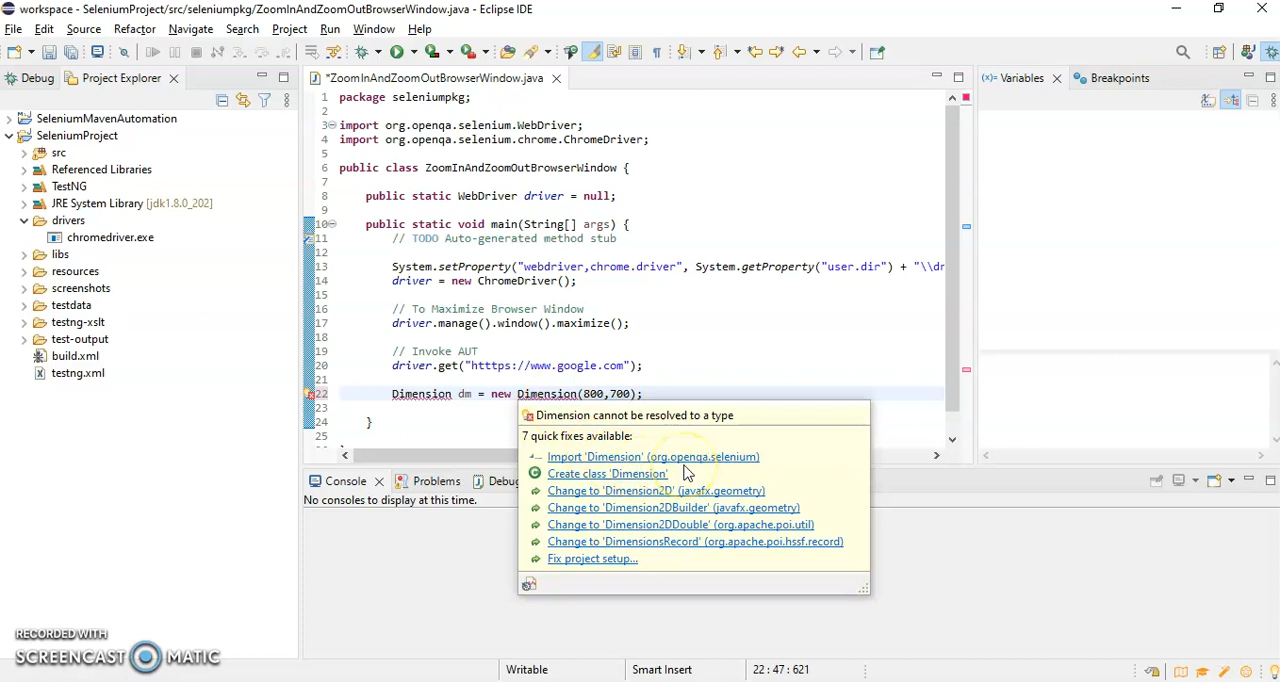 workspace - SeleniumProject/src/seleniumpkg/ZoomInAndZoomOutBrowserWindow.java - Eclipse IDE
File Edit Source Refactor Navigate Search Project Run Window Help
Debug Project Explorer
SeleniumMavenAutomation
SeleniumProject
src
Referenced Libraries
TestNG
JRE System Library [jdk1.8.0_202]
drivers
chromedriver.exe
libs
resources
screenshots
testdata
testng-xslt
test-output
build.xml
testng.xml
*ZoomInAndZoomOutBrowserWindow.java
1 package seleniumpkg;
2
3 import org.openqa.selenium.WebDriver;
4 import org.openqa.selenium.chrome.ChromeDriver;
5
6 public class ZoomInAndZoomOutBrowserWindow {
7
8 public static WebDriver driver = null;
9
10 public static void main(String[] args) {
11 // TODO Auto-generated method stub
12
13 System.setProperty("webdriver,chrome.driver", System.getProperty("user.dir") + "\\dr
14 driver = new ChromeDriver();
15
16 // To Maximize Browser Window
17 driver.manage().window().maximize();
18
19 // Invoke AUT
20 driver.get("htttps://www.google.com");
21
22 Dimension dm = new Dimension(800,700);
23
24 }
25
Dimension cannot be resolved to a type
7 quick fixes available:
Import 'Dimension' (org.openqa.selenium)
Create class 'Dimension'
Change to 'Dimension2D' (javafx.geometry)
Change to 'Dimension2DBuilder' (javafx.geometry)
Change to 'Dimension2DDouble' (org.apache.poi.util)
Change to 'DimensionsRecord' (org.apache.poi.hssf.record)
Fix project setup...
Console Problems Debug
No consoles to display at this time.
(x)= Variables Breakpoints
RECORDED WITH
SCREENCAST MATIC
Writable Smart Insert 22 : 47 : 621